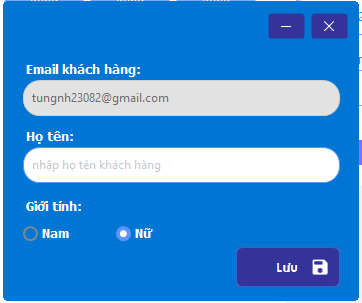 Email khách hàng:
tungnh23082@gmail.com
Họ tên:
nhập họ tên khách hàng
Giới tính:
Nam Nữ
Lưu